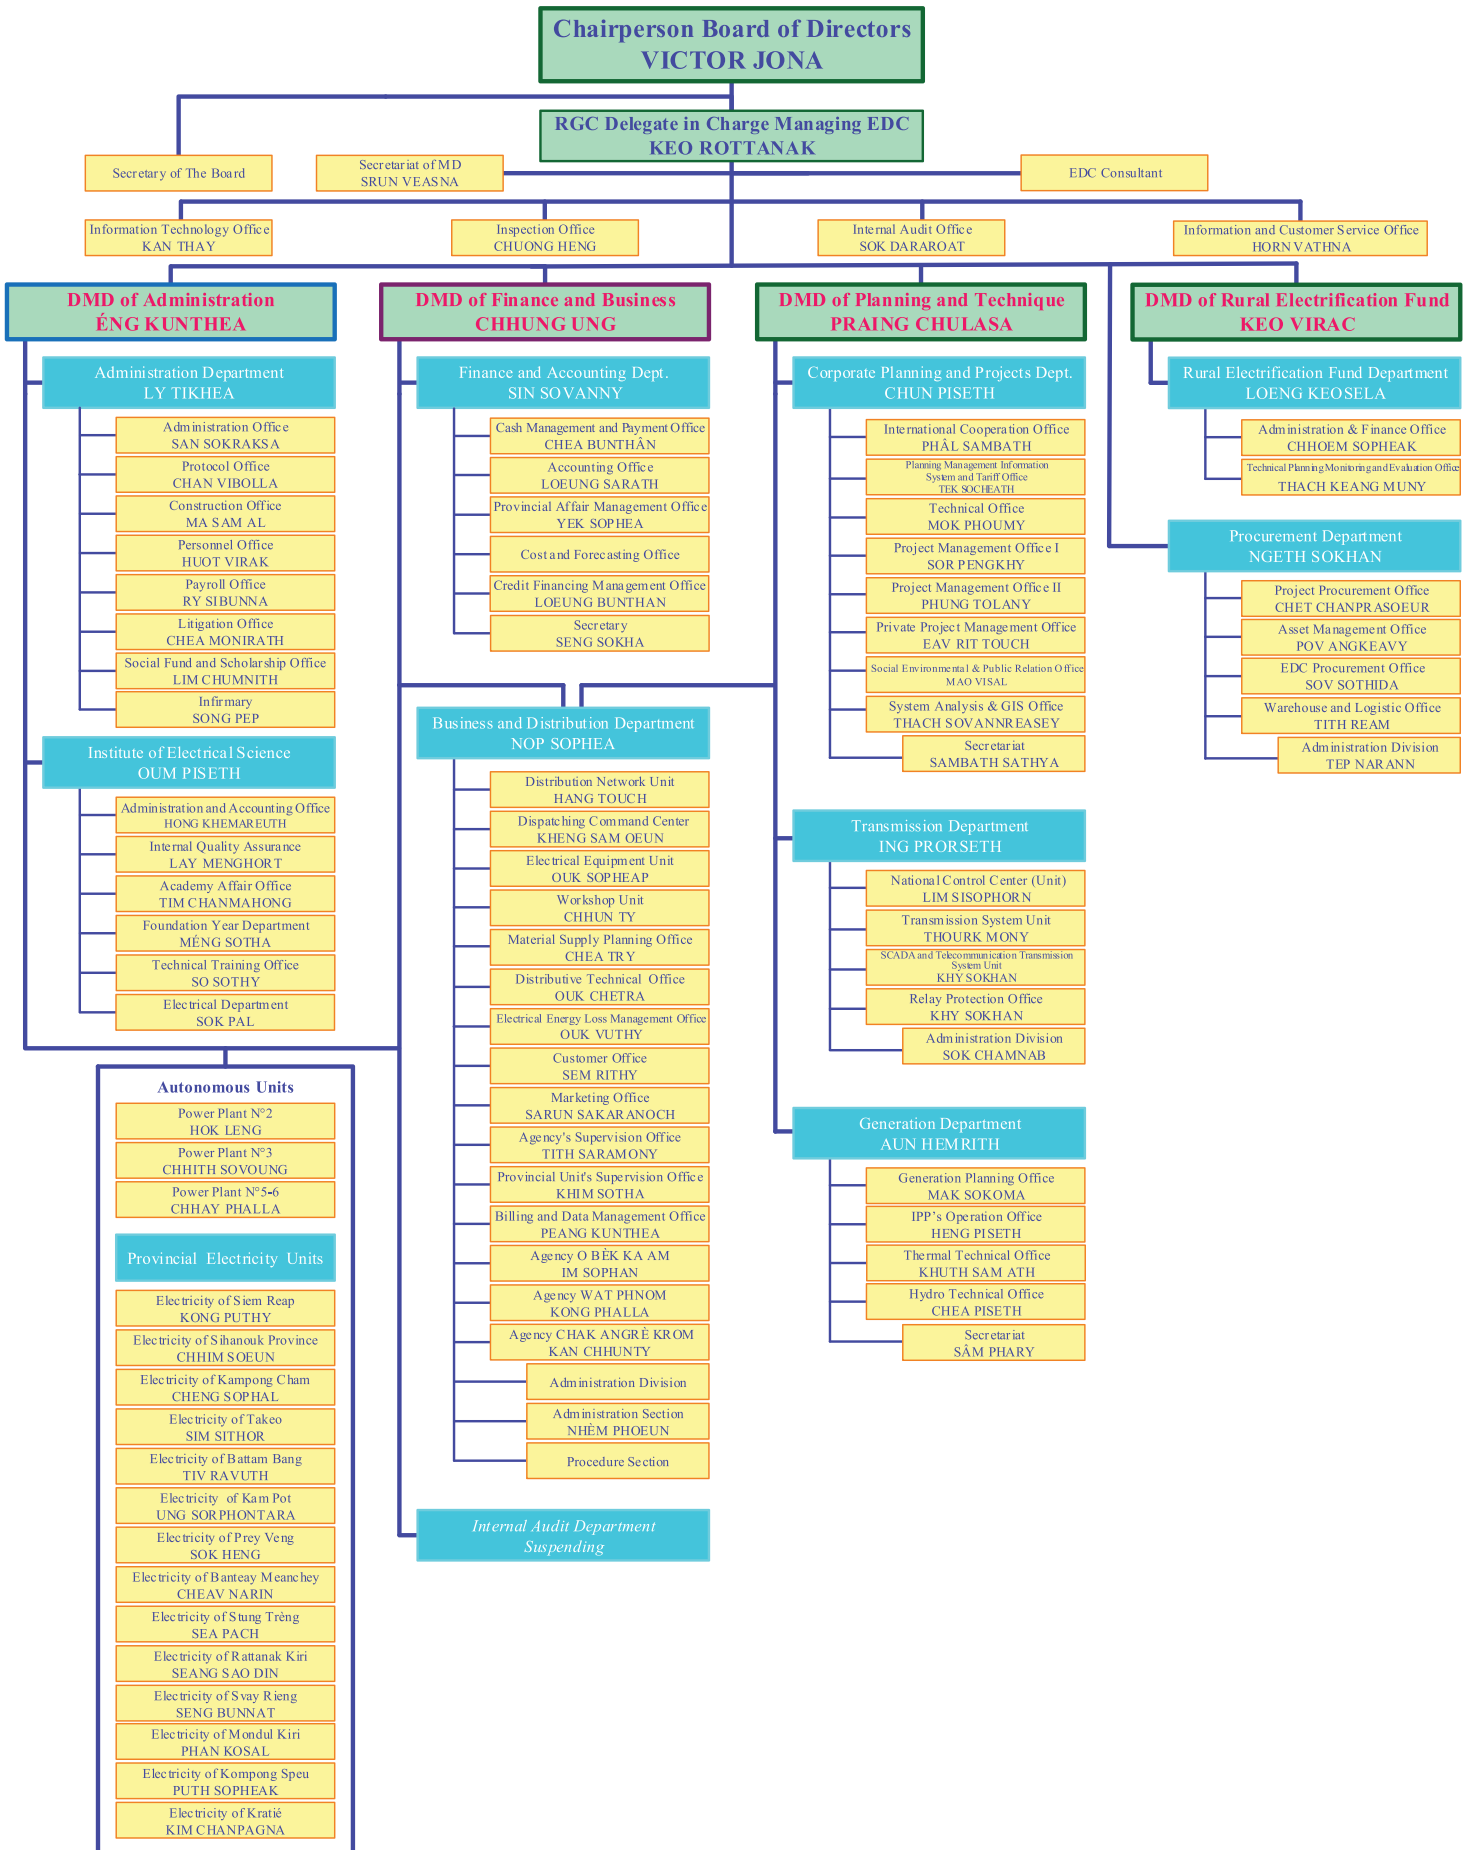 Chairperson Board of Directors
VICTOR JONA
RGC Delegate in Charge Managing EDC
KEO ROTTANAK
Secretary of The Board
Secretariat of MD
SRUN VEASNA
EDC Consultant
Information Technology Office
KAN THAY
Inspection Office
CHUONG HENG
Internal Audit Office
SOK DARAROAT
Information and Customer Service Office
HORN VATHNA
DMD of Administration
ÉNG KUNTHEA
Administration Department
LY TIKHEA
Administration Office
SAN SOKRAKSA
Protocol Office
CHAN VIBOLLA
Construction Office
MA SAM AL
Personnel Office
HUOT VIRAK
Payroll Office
RY SIBUNNA
Litigation Office
CHEA MONIRATH
Social Fund and Scholarship Office
LIM CHUMNITH
Infirmary
SONG PEP
Institute of Electrical Science
OUM PISETH
Administration and Accounting Office
HONG KHEMAREUTH
Internal Quality Assurance
LAY MENGHORT
Academy Affair Office
TIM CHANMAHONG
Foundation Year Department
MÉNG SOTHA
Technical Training Office
SO SOTHY
Electrical Department
SOK PAL
Autonomous Units
Power Plant N°2
HOK LENG
Power Plant N°3
CHHITH SOVOUNG
Power Plant N°5-6
CHHAY PHALLA
Provincial Electricity Units
Electricity of Siem Reap
KONG PUTHY
Electricity of Sihanouk Province
CHHIM SOEUN
Electricity of Kampong Cham
CHENG SOPHAL
Electricity of Takeo
SIM SITHOR
Electricity of Battam Bang
TIV RAVUTH
Electricity of Kam Pot
UNG SORPHONTARA
Electricity of Prey Veng
SOK HENG
Electricity of Banteay Meanchey
CHEAV NARIN
Electricity of Stung Trèng
SEA PACH
Electricity of Rattanak Kiri
SEANG SAO DIN
Electricity of Svay Rieng
SENG BUNNAT
Electricity of Mondul Kiri
PHAN KOSAL
Electricity of Kompong Speu
PUTH SOPHEAK
Electricity of Kratié
KIM CHANPAGNA
DMD of Finance and Business
CHHUNG UNG
Finance and Accounting Dept.
SIN SOVANNY
Cash Management and Payment Office
CHEA BUNTHÂN
Accounting Office
LOEUNG SARATH
Provincial Affair Management Office
YEK SOPHEA
Cost and Forecasting Office
Credit Financing Management Office
LOEUNG BUNTHAN
Secretary
SENG SOKHA
Business and Distribution Department
NOP SOPHEA
Distribution Network Unit
HANG TOUCH
Dispatching Command Center
KHENG SAM OEUN
Electrical Equipment Unit
OUK SOPHEAP
Workshop Unit
CHHUN TY
Material Supply Planning Office
CHEA TRY
Distributive Technical Office
OUK CHETRA
Electrical Energy Loss Management Office
OUK VUTHY
Customer Office
SEM RITHY
Marketing Office
SARUN SAKARANOCH
Agency's Supervision Office
TITH SARAMONY
Provincial Unit's Supervision Office
KHIM SOTHA
Billing and Data Management Office
PEANG KUNTHEA
Agency O BÈK KA AM
IM SOPHAN
Agency WAT PHNOM
KONG PHALLA
Agency CHAK ANGRÈ KROM
KAN CHHUNTY
Administration Division
Administration Section
NHÈM PHOEUN
Procedure Section
Internal Audit Department
Suspending
DMD of Planning and Technique
PRAING CHULASA
Corporate Planning and Projects Dept.
CHUN PISETH
International Cooperation Office
PHÂL SAMBATH
Planning Management Information
System and Tariff Office
TEK SOCHEATH
Technical Office
MOK PHOUMY
Project Management Office I
SOR PENGKHY
Project Management Office II
PHUNG TOLANY
Private Project Management Office
EAV RIT TOUCH
Social Environmental & Public Relation Office
MAO VISAL
System Analysis & GIS Office
THACH SOVANNREASEY
Secretariat
SAMBATH SATHYA
Transmission Department
ING PRORSETH
National Control Center (Unit)
LIM SISOPHORN
Transmission System Unit
THOURK MONY
SCADA and Telecommunication Transmission
System Unit
KHY SOKHAN
Relay Protection Office
KHY SOKHAN
Administration Division
SOK CHAMNAB
Generation Department
AUN HEMRITH
Generation Planning Office
MAK SOKOMA
IPP's Operation Office
HENG PISETH
Thermal Technical Office
KHUTH SAM ATH
Hydro Technical Office
CHEA PISETH
Secretariat
SÂM PHARY
DMD of Rural Electrification Fund
KEO VIRAC
Rural Electrification Fund Department
LOENG KEOSELA
Administration & Finance Office
CHHOEM SOPHEAK
Technical Planning Monitoring and Evaluation Office
THACH KEANG MUNY
Procurement Department
NGETH SOKHAN
Project Procurement Office
CHET CHANPRASOEUR
Asset Management Office
POV ANGKEAVY
EDC Procurement Office
SOV SOTHIDA
Warehouse and Logistic Office
TITH REAM
Administration Division
TEP NARANN